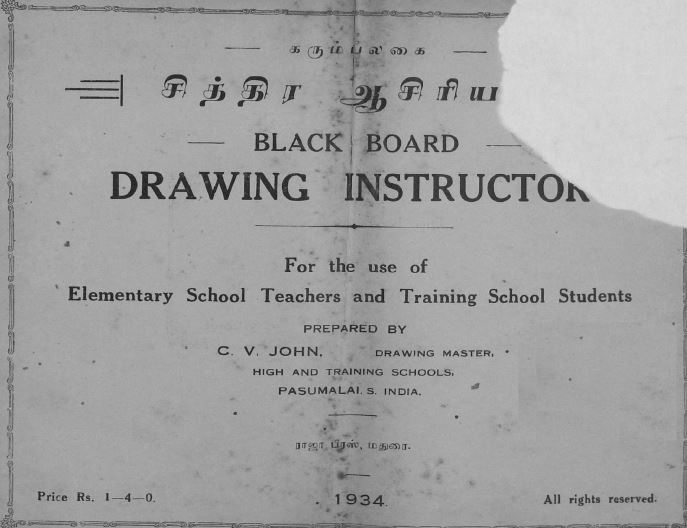 கரும்பலகை
சித்திர ஆசிரிய
BLACK BOARD
DRAWING INSTRUCTOR
For the use of
Elementary School Teachers and Training School Students
PREPARED BY
C. V. JOHN, DRAWING MASTER,
HIGH AND TRAINING SCHOOLS,
PASUMALAI, S. INDIA.
ராஜா பிரஸ், மதுரை.
Price Rs. 1—4—0. 1934. All rights reserved.